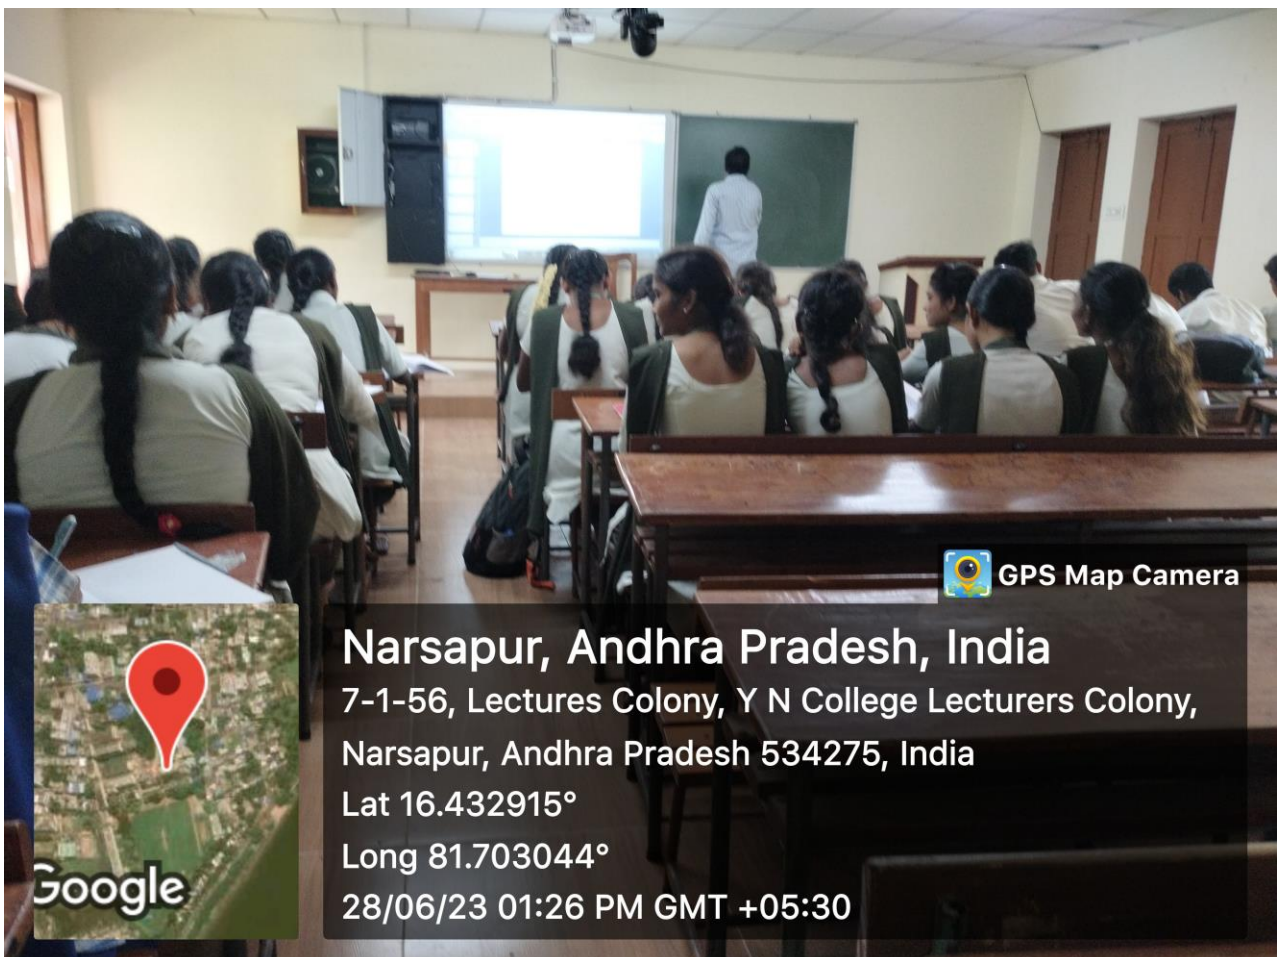 GPS Map Camera
Narsapur, Andhra Pradesh, India
7-1-56, Lectures Colony, Y N College Lecturers Colony,
Narsapur, Andhra Pradesh 534275, India
Lat 16.432915°
Long 81.703044°
28/06/23 01:26 PM GMT +05:30
Google